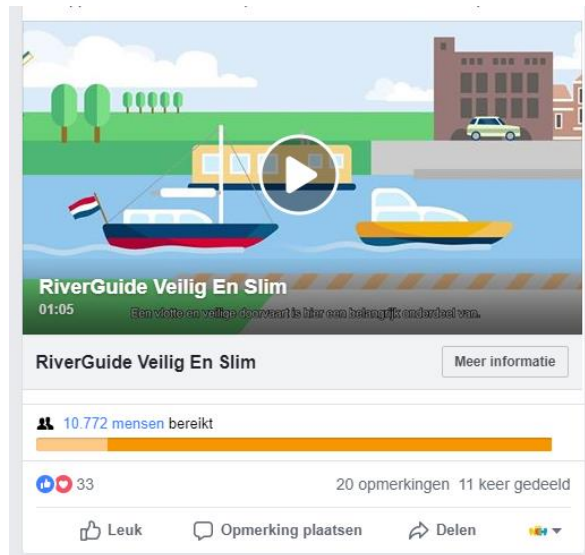 RiverGuide Veilig En Slim
01:05
Een vlotte en veilige doorvaart is hier een belangrijk onderdeel van.
RiverGuide Veilig En Slim
Meer informatie
10.772 mensen bereikt
33
20 opmerkingen 11 keer gedeeld
Leuk
Opmerking plaatsen
Delen